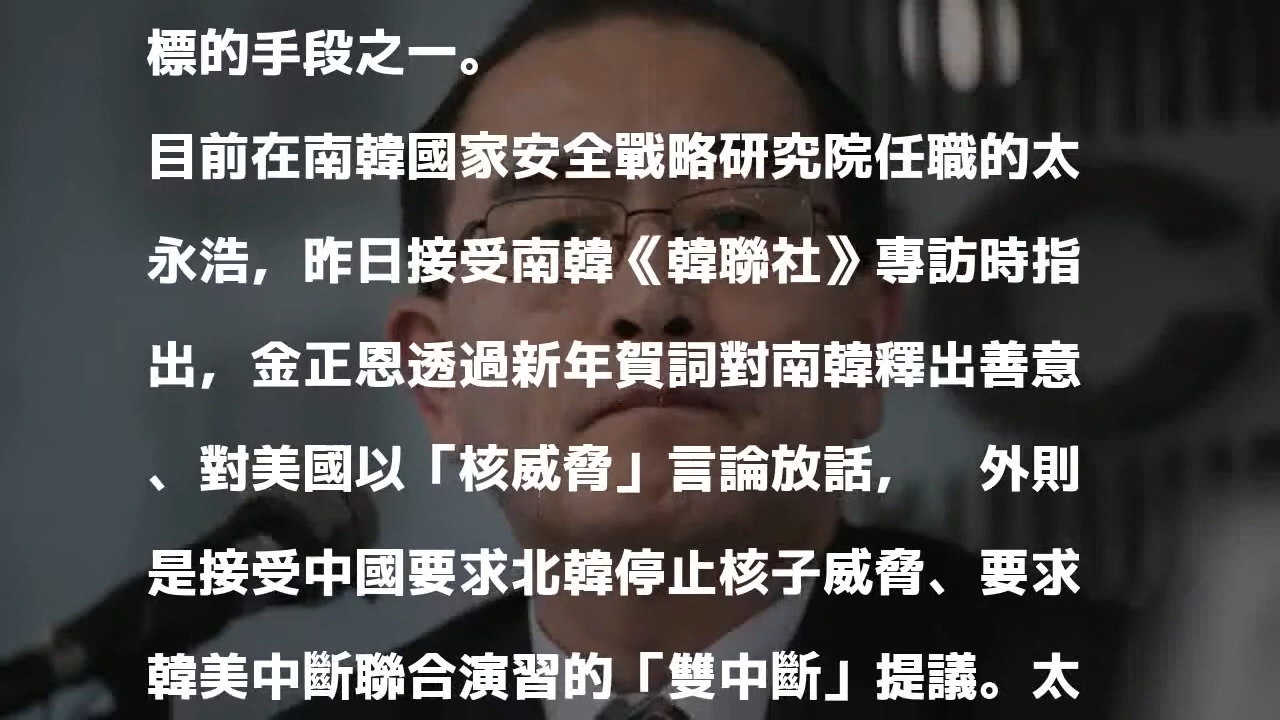 標的手段之一。
目前在南韓國家安全戰略研究院任職的太
永浩，昨日接受南韓《韓聯社》專訪時指
出，金正恩透過新年賀詞對南韓釋出善意
、對美國以「核威脅」言論放話，　外則
是接受中國要求北韓停止核子威脅、要求
韓美中斷聯合演習的「雙中斷」提議。太